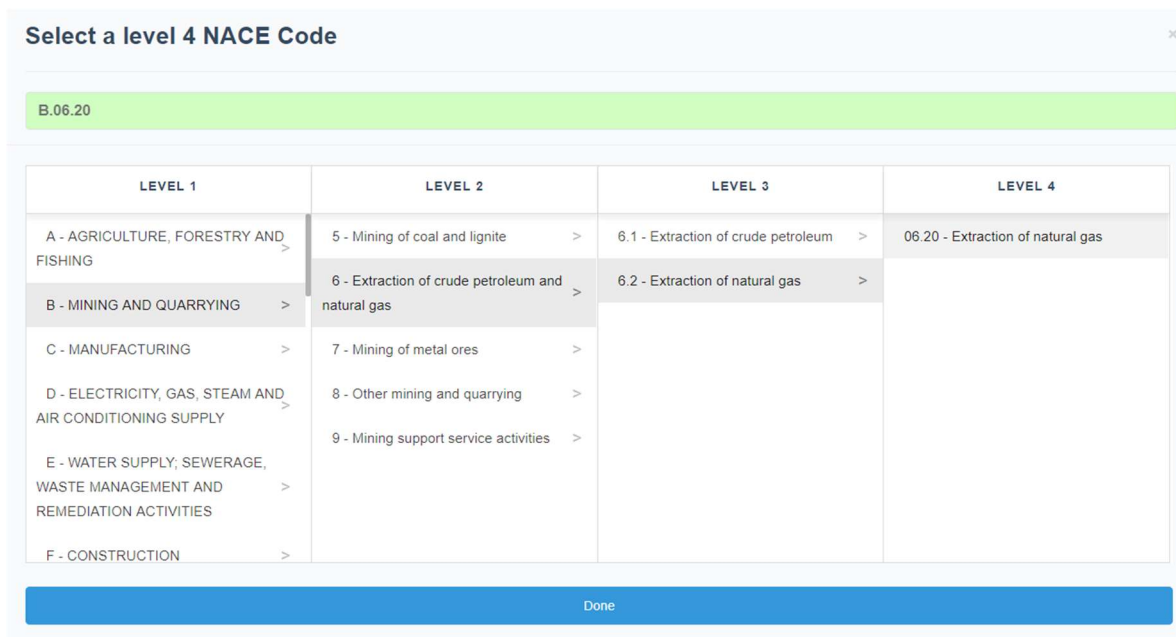 Select a level 4 NACE Code
×
B.06.20
LEVEL 1
LEVEL 2
LEVEL 3
LEVEL 4
A - AGRICULTURE, FORESTRY AND
FISHING
>
B - MINING AND QUARRYING >
C - MANUFACTURING >
D - ELECTRICITY, GAS, STEAM AND
AIR CONDITIONING SUPPLY
>
E - WATER SUPPLY; SEWERAGE,
WASTE MANAGEMENT AND >
REMEDIATION ACTIVITIES
F - CONSTRUCTION >
5 - Mining of coal and lignite >
6 - Extraction of crude petroleum and
natural gas
>
7 - Mining of metal ores >
8 - Other mining and quarrying >
9 - Mining support service activities >
6.1 - Extraction of crude petroleum >
6.2 - Extraction of natural gas >
06.20 - Extraction of natural gas
Done